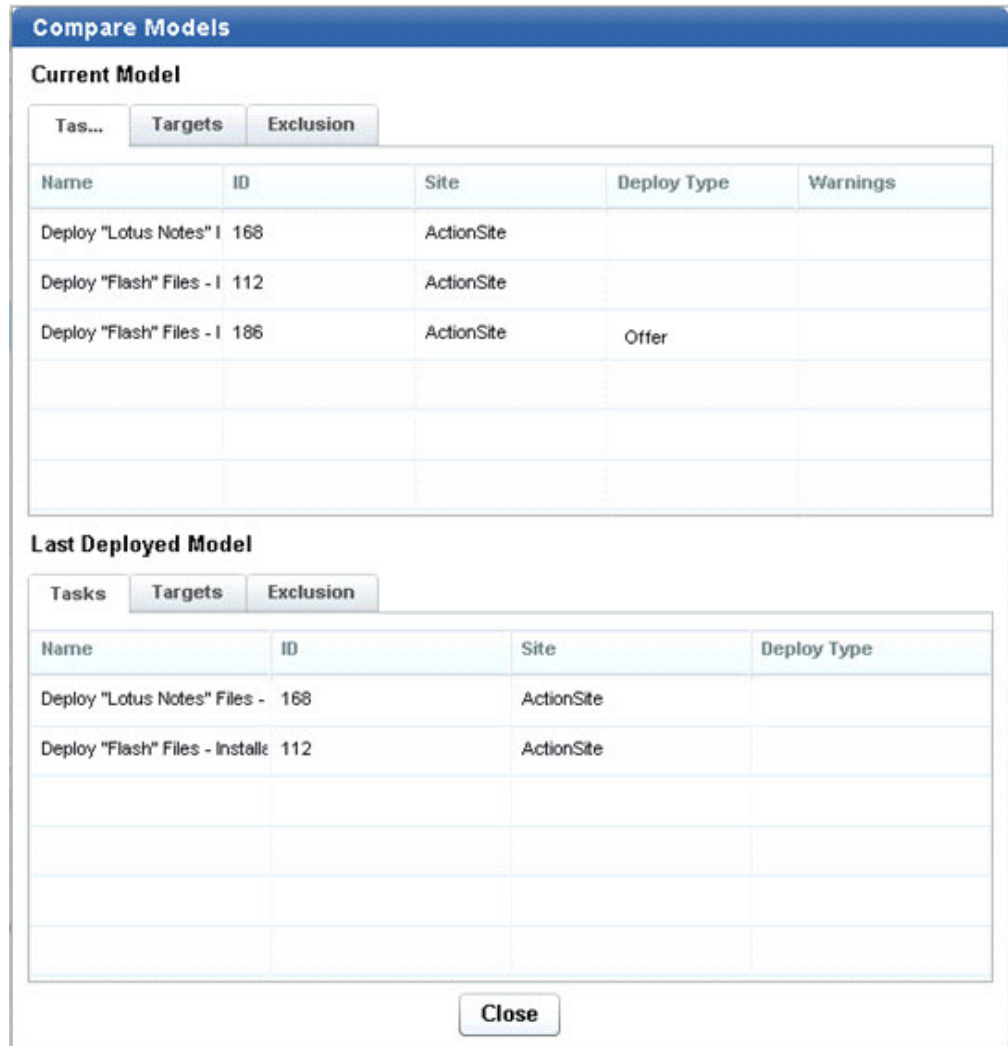 Compare Models
Current Model
Tas... Targets Exclusion
Name ID Site Deploy Type Warnings
Deploy "Lotus Notes" I 168 ActionSite
Deploy "Flash" Files - I 112 ActionSite
Deploy "Flash" Files - I 186 ActionSite Offer
Last Deployed Model
Tasks Targets Exclusion
Name ID Site Deploy Type
Deploy "Lotus Notes" Files - 168 ActionSite
Deploy "Flash" Files - Installe 112 ActionSite
Close